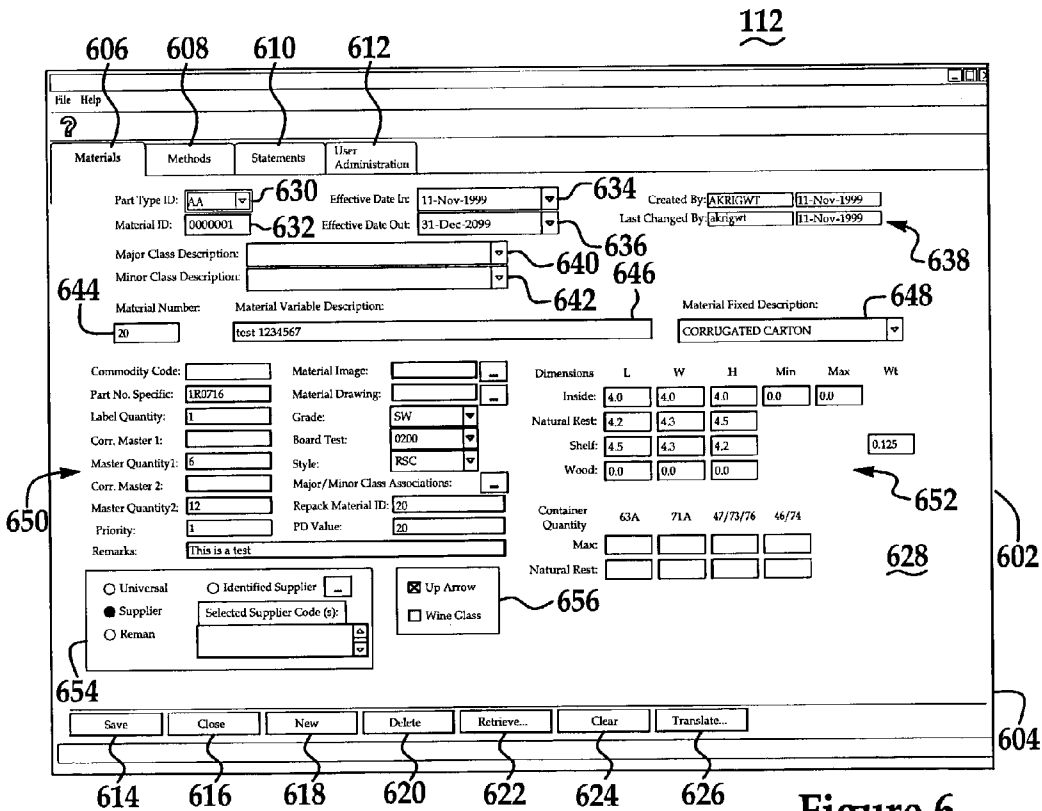 112
606 608 610 612
File Help
?
Materials Methods Statements User Administration
Part Type ID: AA 630 Effective Date In: 11-Nov-1999 634 Created By: AKRIGWT 11-Nov-1999
Material ID: 0000001 632 Effective Date Out: 31-Dec-2099 636 Last Changed By: akrigwt 11-Nov-1999 638
Major Class Description: 640
Minor Class Description: 642
644 646 648
Material Number: Material Variable Description: Material Fixed Description:
20 test 1234567 CORRUGATED CARTON
Commodity Code: Material Image: ... Dimensions L W H Min Max Wt
Part No. Specific: 1R0716 Material Drawing: ... Inside: 4.0 4.0 4.0 0.0 0.0
Label Quantity: 1 Grade: SW Natural Rest: 4.2 4.3 4.5
Corr. Master 1: Board Test: 0200 Shelf: 4.5 4.3 4.2 0.125
Master Quantity1: 6 Style: RSC Wood: 0.0 0.0 0.0
650 652
Corr. Master 2: Major/Minor Class Associations: ...
Master Quantity2: 12 Repack Material ID: 20 Container Quantity 63A 71A 47/73/76 46/74
Priority: 1 PD Value: 20 Max:
Remarks: This is a test Natural Rest:
628 602
Universal Identified Supplier ... Up Arrow 656
Supplier Selected Supplier Code (s): Wine Glass
Reman
654
Save Close New Delete Retrieve... Clear Translate...
604
614 616 618 620 622 624 626
Figure 6